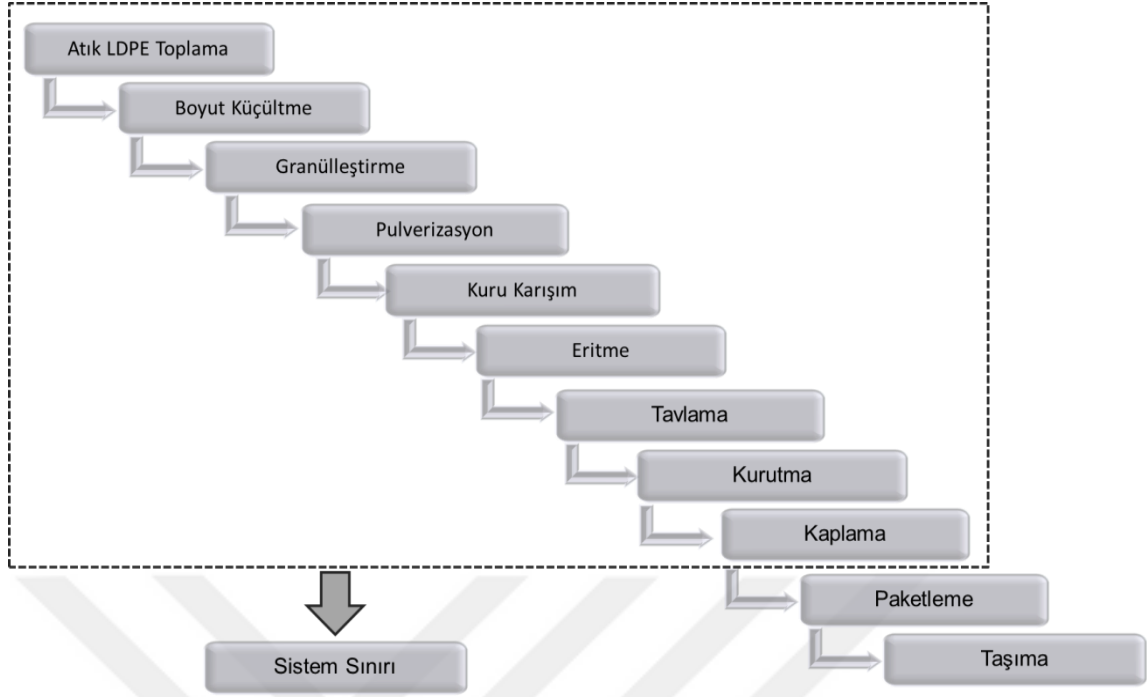 Atık LDPE Toplama
Boyut Küçültme
Granülleştirme
Pulverizasyon
Kuru Karışım
Eritme
Tavlama
Kurutma
Kaplama
Paketleme
Taşıma
Sistem Sınırı